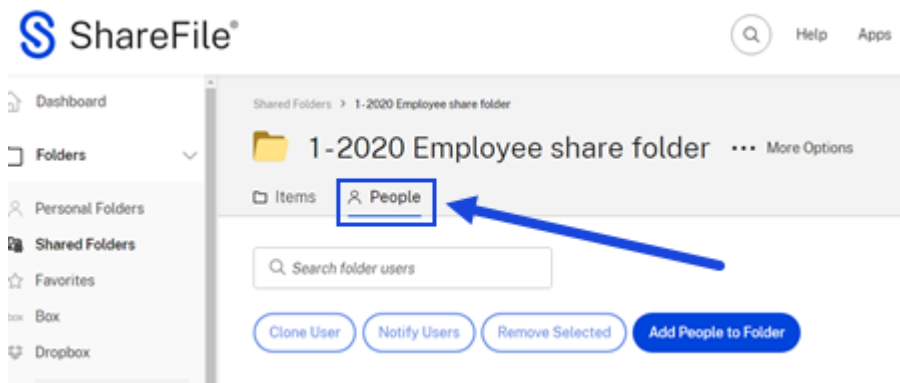 ShareFile®
Help Apps
Dashboard
Folders
Personal Folders
Shared Folders
Favorites
box Box
Dropbox
Shared Folders > 1-2020 Employee share folder
1-2020 Employee share folder ••• More Options
Items People
Search folder users
Clone User Notify Users Remove Selected Add People to Folder